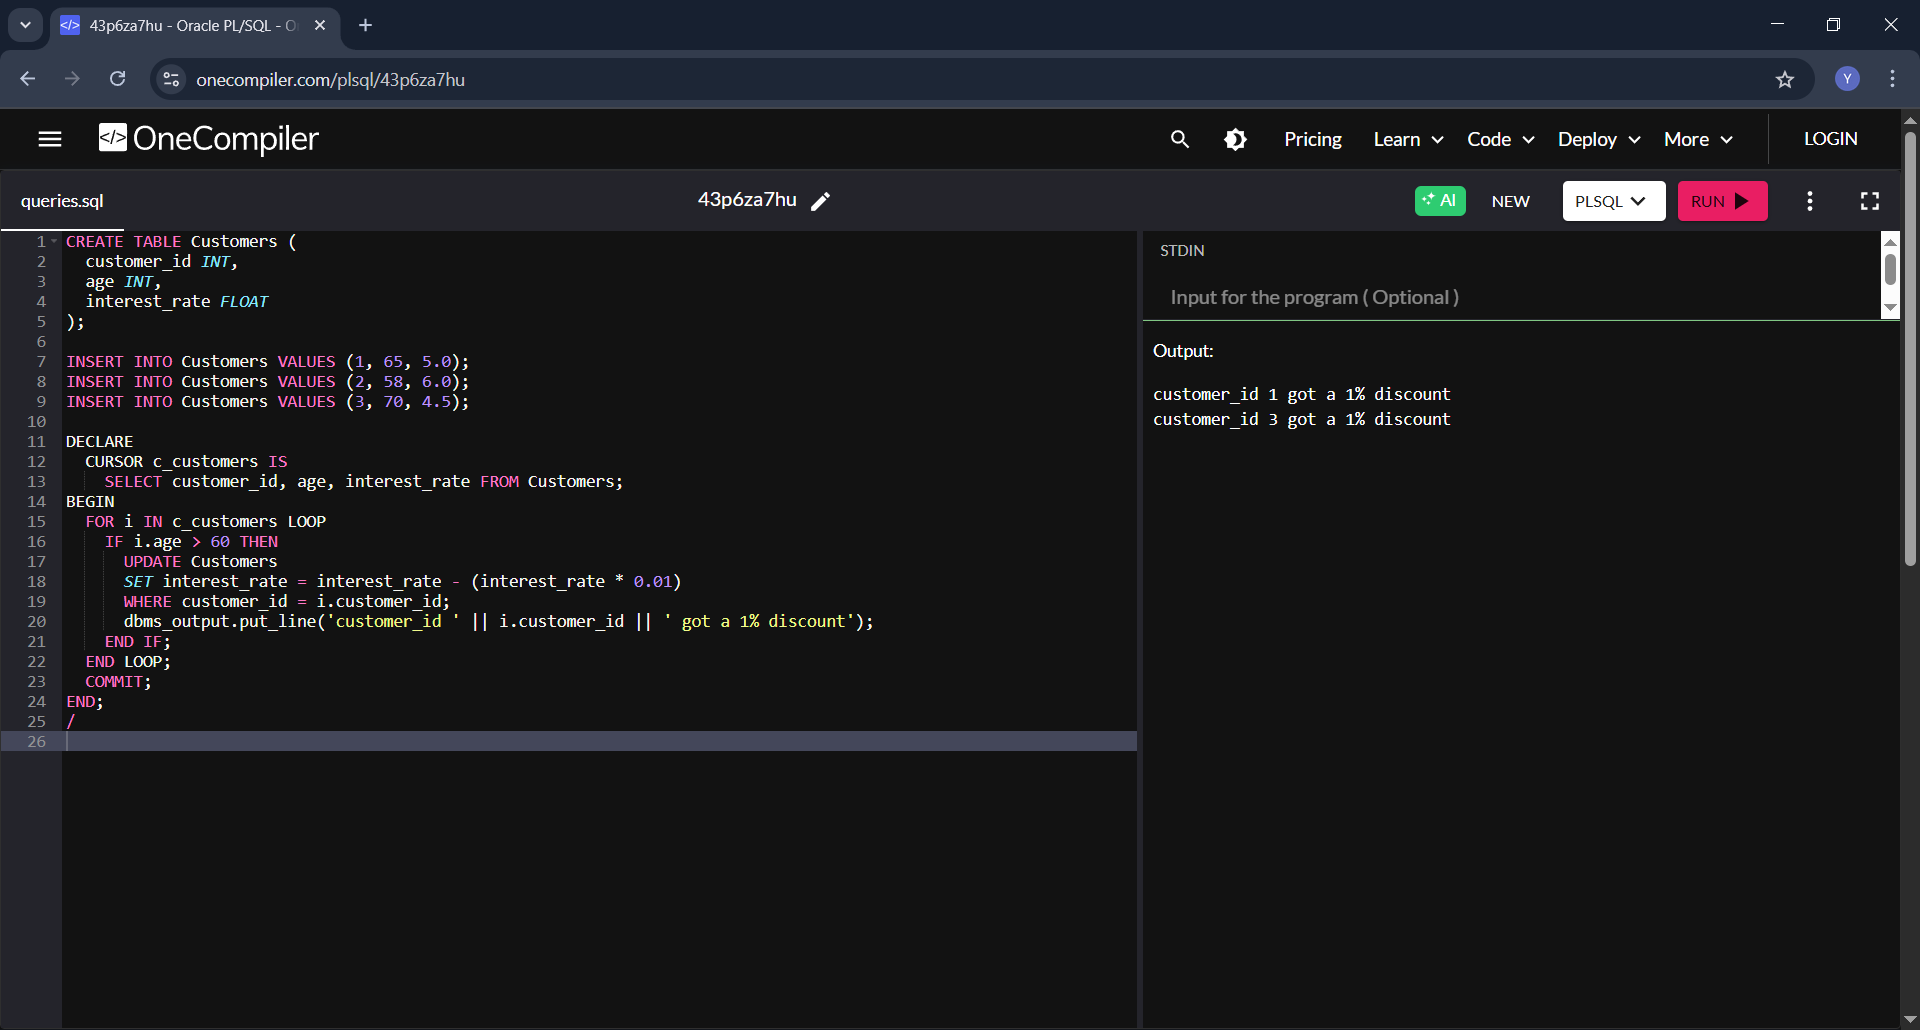 43p6za7hu - Oracle PL/SQL - O
onecompiler.com/plsql/43p6za7hu
Y
</> OneCompiler
Pricing
Learn
Code
Deploy
More
LOGIN
queries.sql
43p6za7hu
AI
NEW
PLSQL
RUN
1 CREATE TABLE Customers (
2   customer_id INT,
3   age INT,
4   interest_rate FLOAT
5 );
6
7 INSERT INTO Customers VALUES (1, 65, 5.0);
8 INSERT INTO Customers VALUES (2, 58, 6.0);
9 INSERT INTO Customers VALUES (3, 70, 4.5);
10
11 DECLARE
12   CURSOR c_customers IS
13     SELECT customer_id, age, interest_rate FROM Customers;
14 BEGIN
15   FOR i IN c_customers LOOP
16     IF i.age > 60 THEN
17       UPDATE Customers
18       SET interest_rate = interest_rate - (interest_rate * 0.01)
19       WHERE customer_id = i.customer_id;
20       dbms_output.put_line('customer_id ' || i.customer_id || ' got a 1% discount');
21     END IF;
22   END LOOP;
23   COMMIT;
24 END;
25 /
26
STDIN
Input for the program ( Optional )
Output:
customer_id 1 got a 1% discount
customer_id 3 got a 1% discount